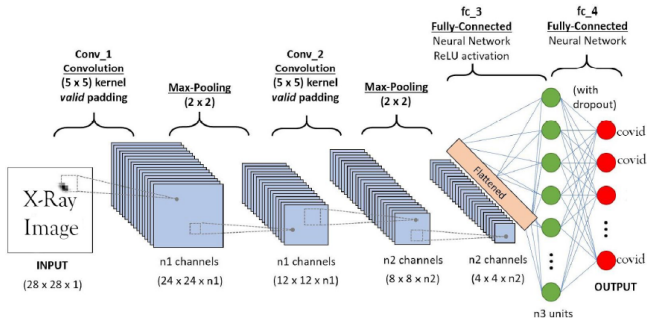 Conv_1
Convolution
(5 x 5) kernel
valid padding
Max-Pooling
(2 x 2)
Conv_2
Convolution
(5 x 5) kernel
valid padding
Max-Pooling
(2 x 2)
fc_3
Fully-Connected
Neural Network
ReLU activation
fc_4
Fully-Connected
Neural Network
(with
dropout)
X-Ray
Image
INPUT
(28 x 28 x 1)
n1 channels
(24 x 24 x n1)
n1 channels
(12 x 12 x n1)
n2 channels
(8 x 8 x n2)
n2 channels
(4 x 4 x n2)
Flattened
n3 units
covid
covid
covid
OUTPUT